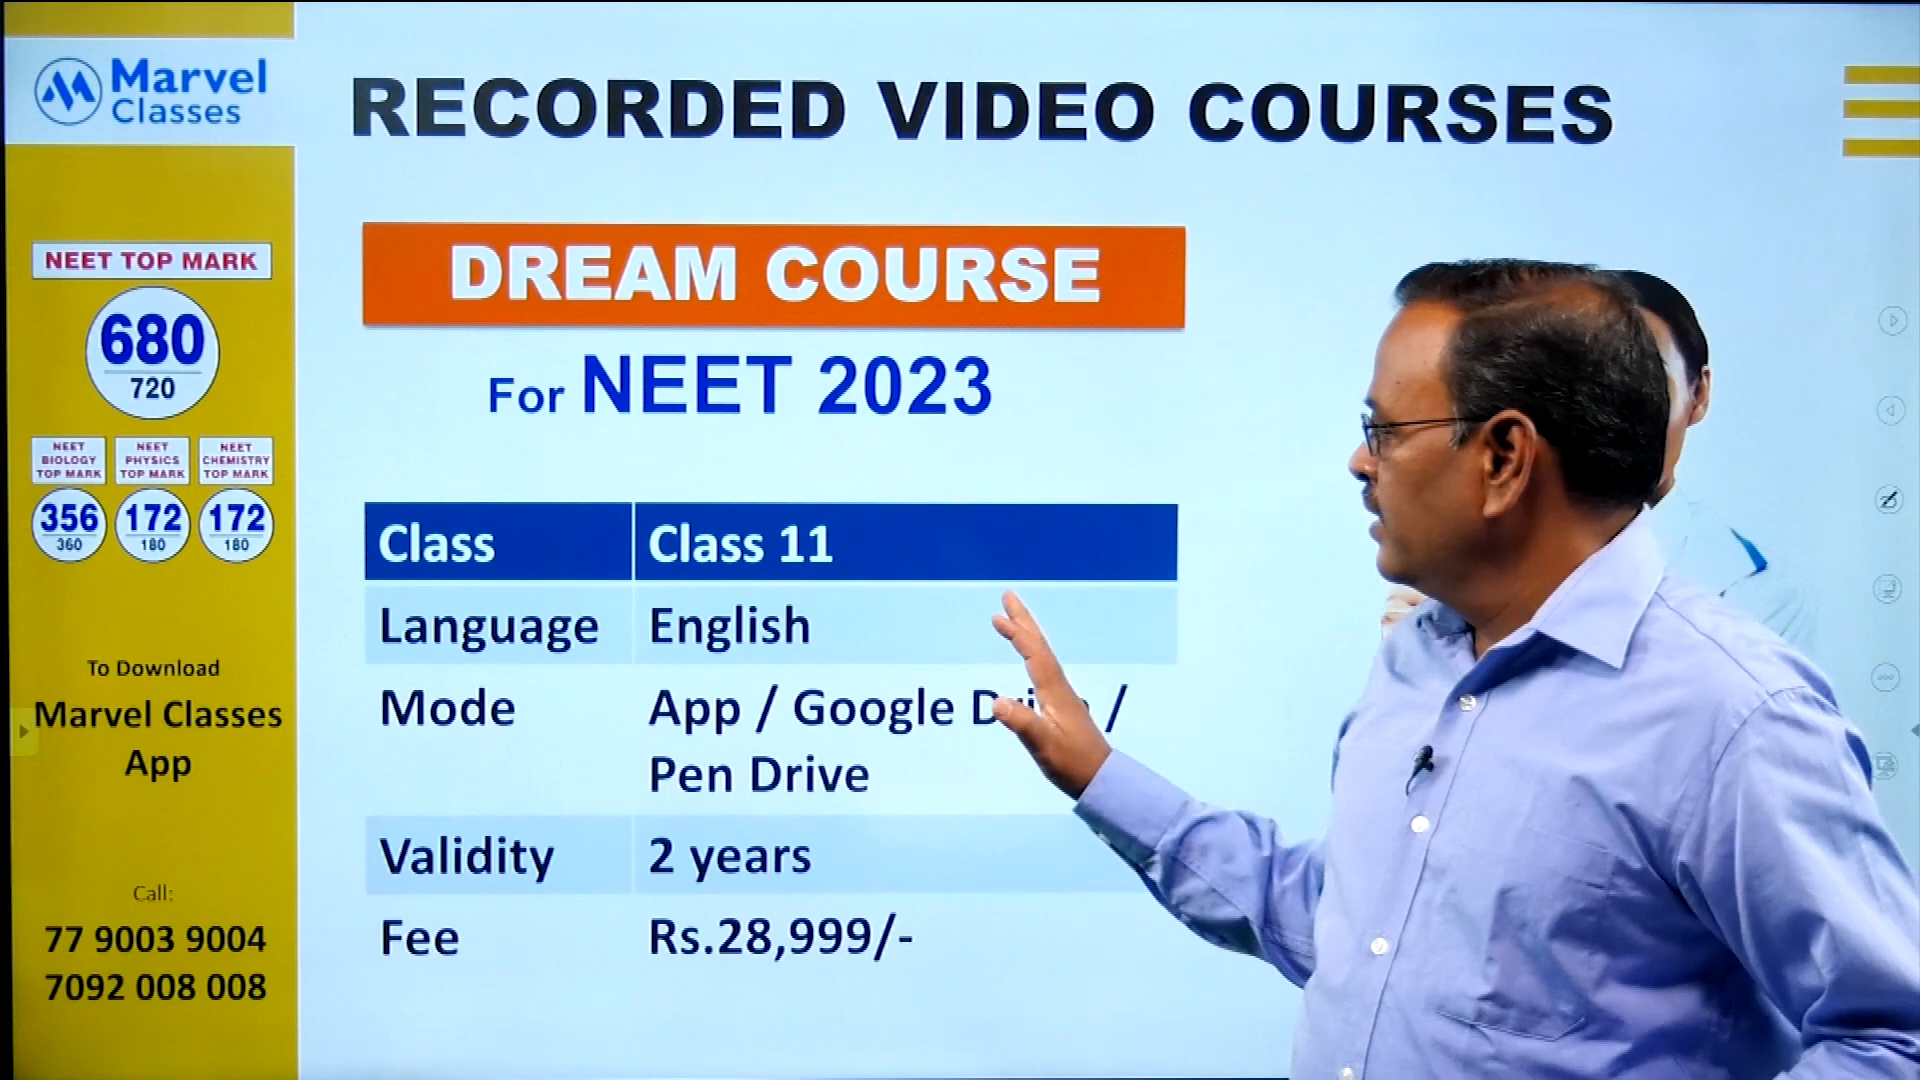 Marvel
Classes
RECORDED VIDEO COURSES
NEET TOP MARK
680
720
NEET
BIOLOGY
TOP MARK
NEET
PHYSICS
TOP MARK
NEET
CHEMISTRY
TOP MARK
356
360
172
180
172
180
To Download
Marvel Classes
App
Call:
77 9003 9004
7092 008 008
DREAM COURSE
For NEET 2023
Class Class 11
Language English
Mode App / Google Drive /
Pen Drive
Validity 2 years
Fee Rs.28,999/-